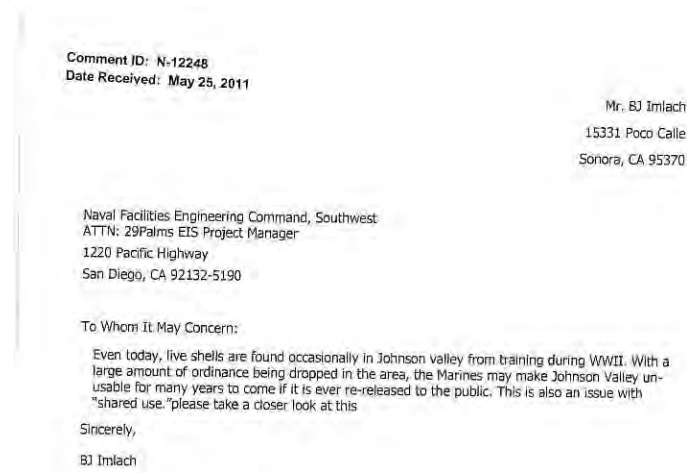 Comment ID: N-12248
Date Received: May 25, 2011
Mr. BJ Imlach
15331 Poco Calle
Sonora, CA 95370
Naval Facilities Engineering Command, Southwest
ATTN: 29Palms EIS Project Manager
1220 Pacific Highway
San Diego, CA 92132-5190
To Whom It May Concern:
Even today, live shells are found occasionally in Johnson valley from training during WWII. With a
large amount of ordinance being dropped in the area, the Marines may make Johnson Valley un-
usable for many years to come if it is ever re-released to the public. This is also an issue with
"shared use."please take a closer look at this
Sincerely,
BJ Imlach